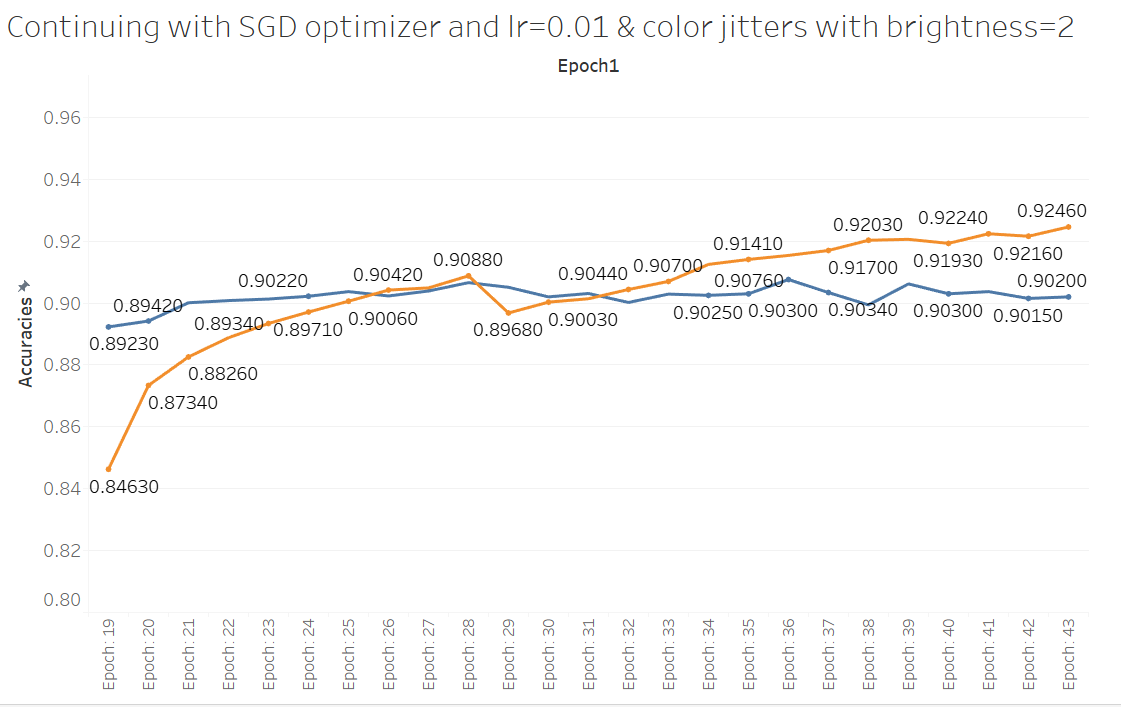 Continuing with SGD optimizer and lr=0.01 & color jitters with brightness=2
Epoch1
Accuracies
0.96
0.94
0.92
0.90
0.88
0.86
0.84
0.82
0.80
0.89230
0.89420
0.90220
0.84630
0.87340
0.88260
0.89340
0.89710
0.90060
0.90420
0.90880
0.89680
0.90030
0.90440
0.90700
0.91410
0.90250
0.90760
0.90300
0.91700
0.90340
0.92030
0.91930
0.90300
0.92240
0.92160
0.90150
0.92460
0.90200
Epoch: 19
Epoch: 20
Epoch: 21
Epoch: 22
Epoch: 23
Epoch: 24
Epoch: 25
Epoch: 26
Epoch: 27
Epoch: 28
Epoch: 29
Epoch: 30
Epoch: 31
Epoch: 32
Epoch: 33
Epoch: 34
Epoch: 35
Epoch: 36
Epoch: 37
Epoch: 38
Epoch: 39
Epoch: 40
Epoch: 41
Epoch: 42
Epoch: 43